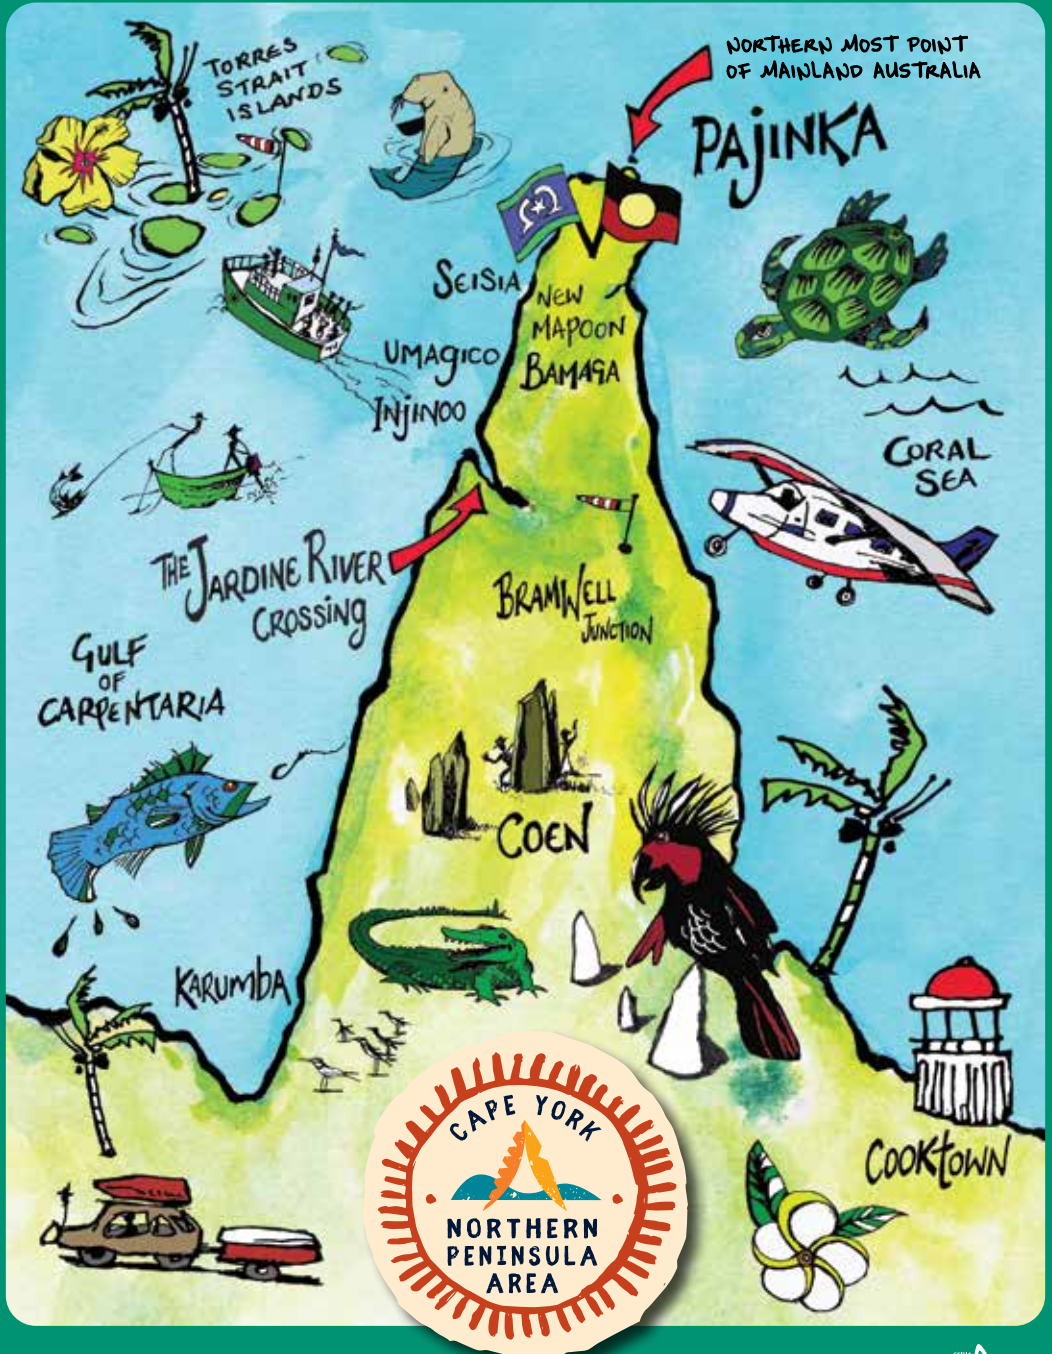 TORRES
STRAIT
ISLANDS
NORTHERN MOST POINT
OF MAINLAND AUSTRALIA
PAJINKA
SEISIA
NEW
MAPOON
UMAGICO
BAMAGA
INJINOO
CORAL
SEA
THE JARDINE RIVER
CROSSING
BRAMWELL
JUNCTION
GULF
OF
CARPENTARIA
COEN
KARUMBA
COOKTOWN
CAPE YORK
NORTHERN
PENINSULA
AREA